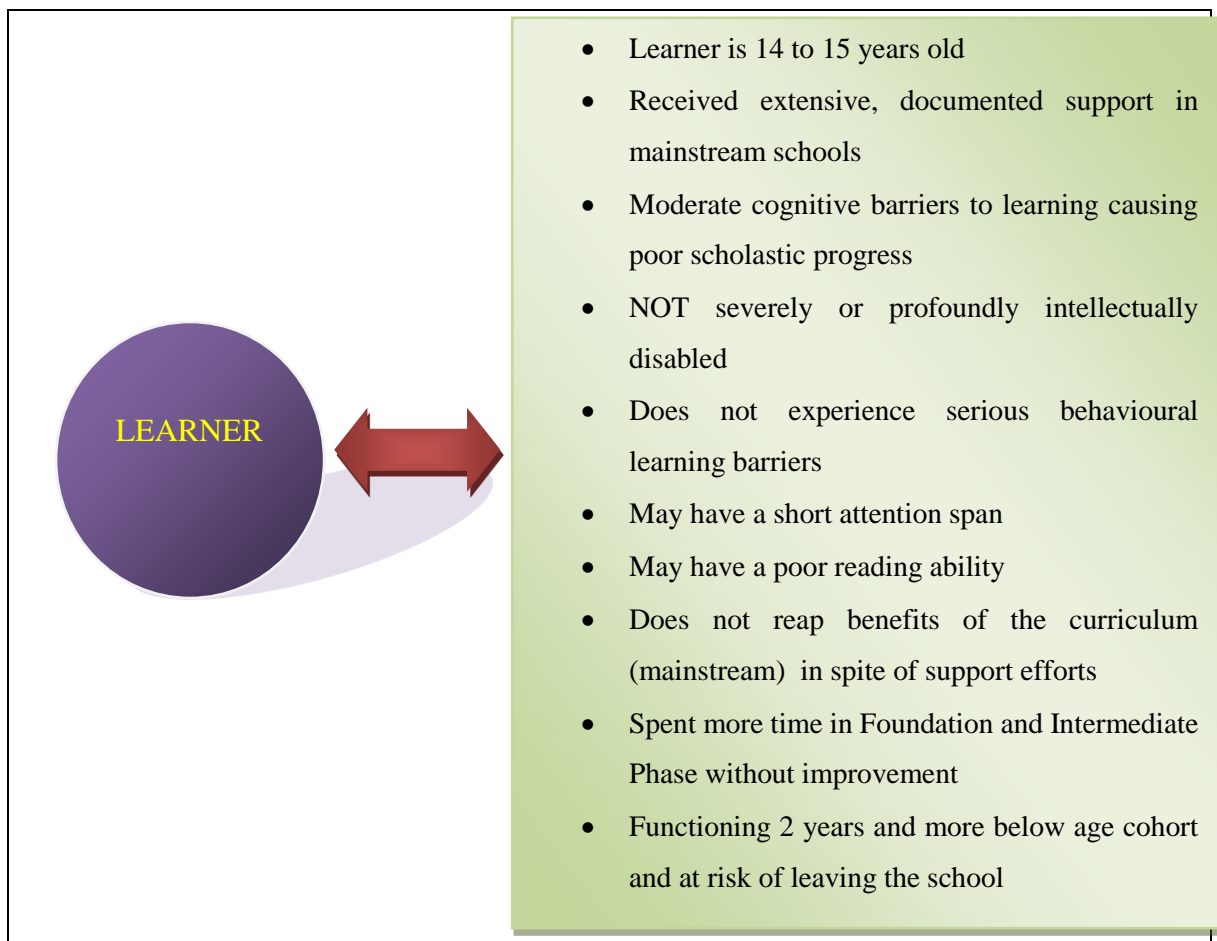 LEARNER
• Learner is 14 to 15 years old
• Received extensive, documented support in
mainstream schools
• Moderate cognitive barriers to learning causing
poor scholastic progress
• NOT severely or profoundly intellectually
disabled
• Does not experience serious behavioural
learning barriers
• May have a short attention span
• May have a poor reading ability
• Does not reap benefits of the curriculum
(mainstream) in spite of support efforts
• Spent more time in Foundation and Intermediate
Phase without improvement
• Functioning 2 years and more below age cohort
and at risk of leaving the school